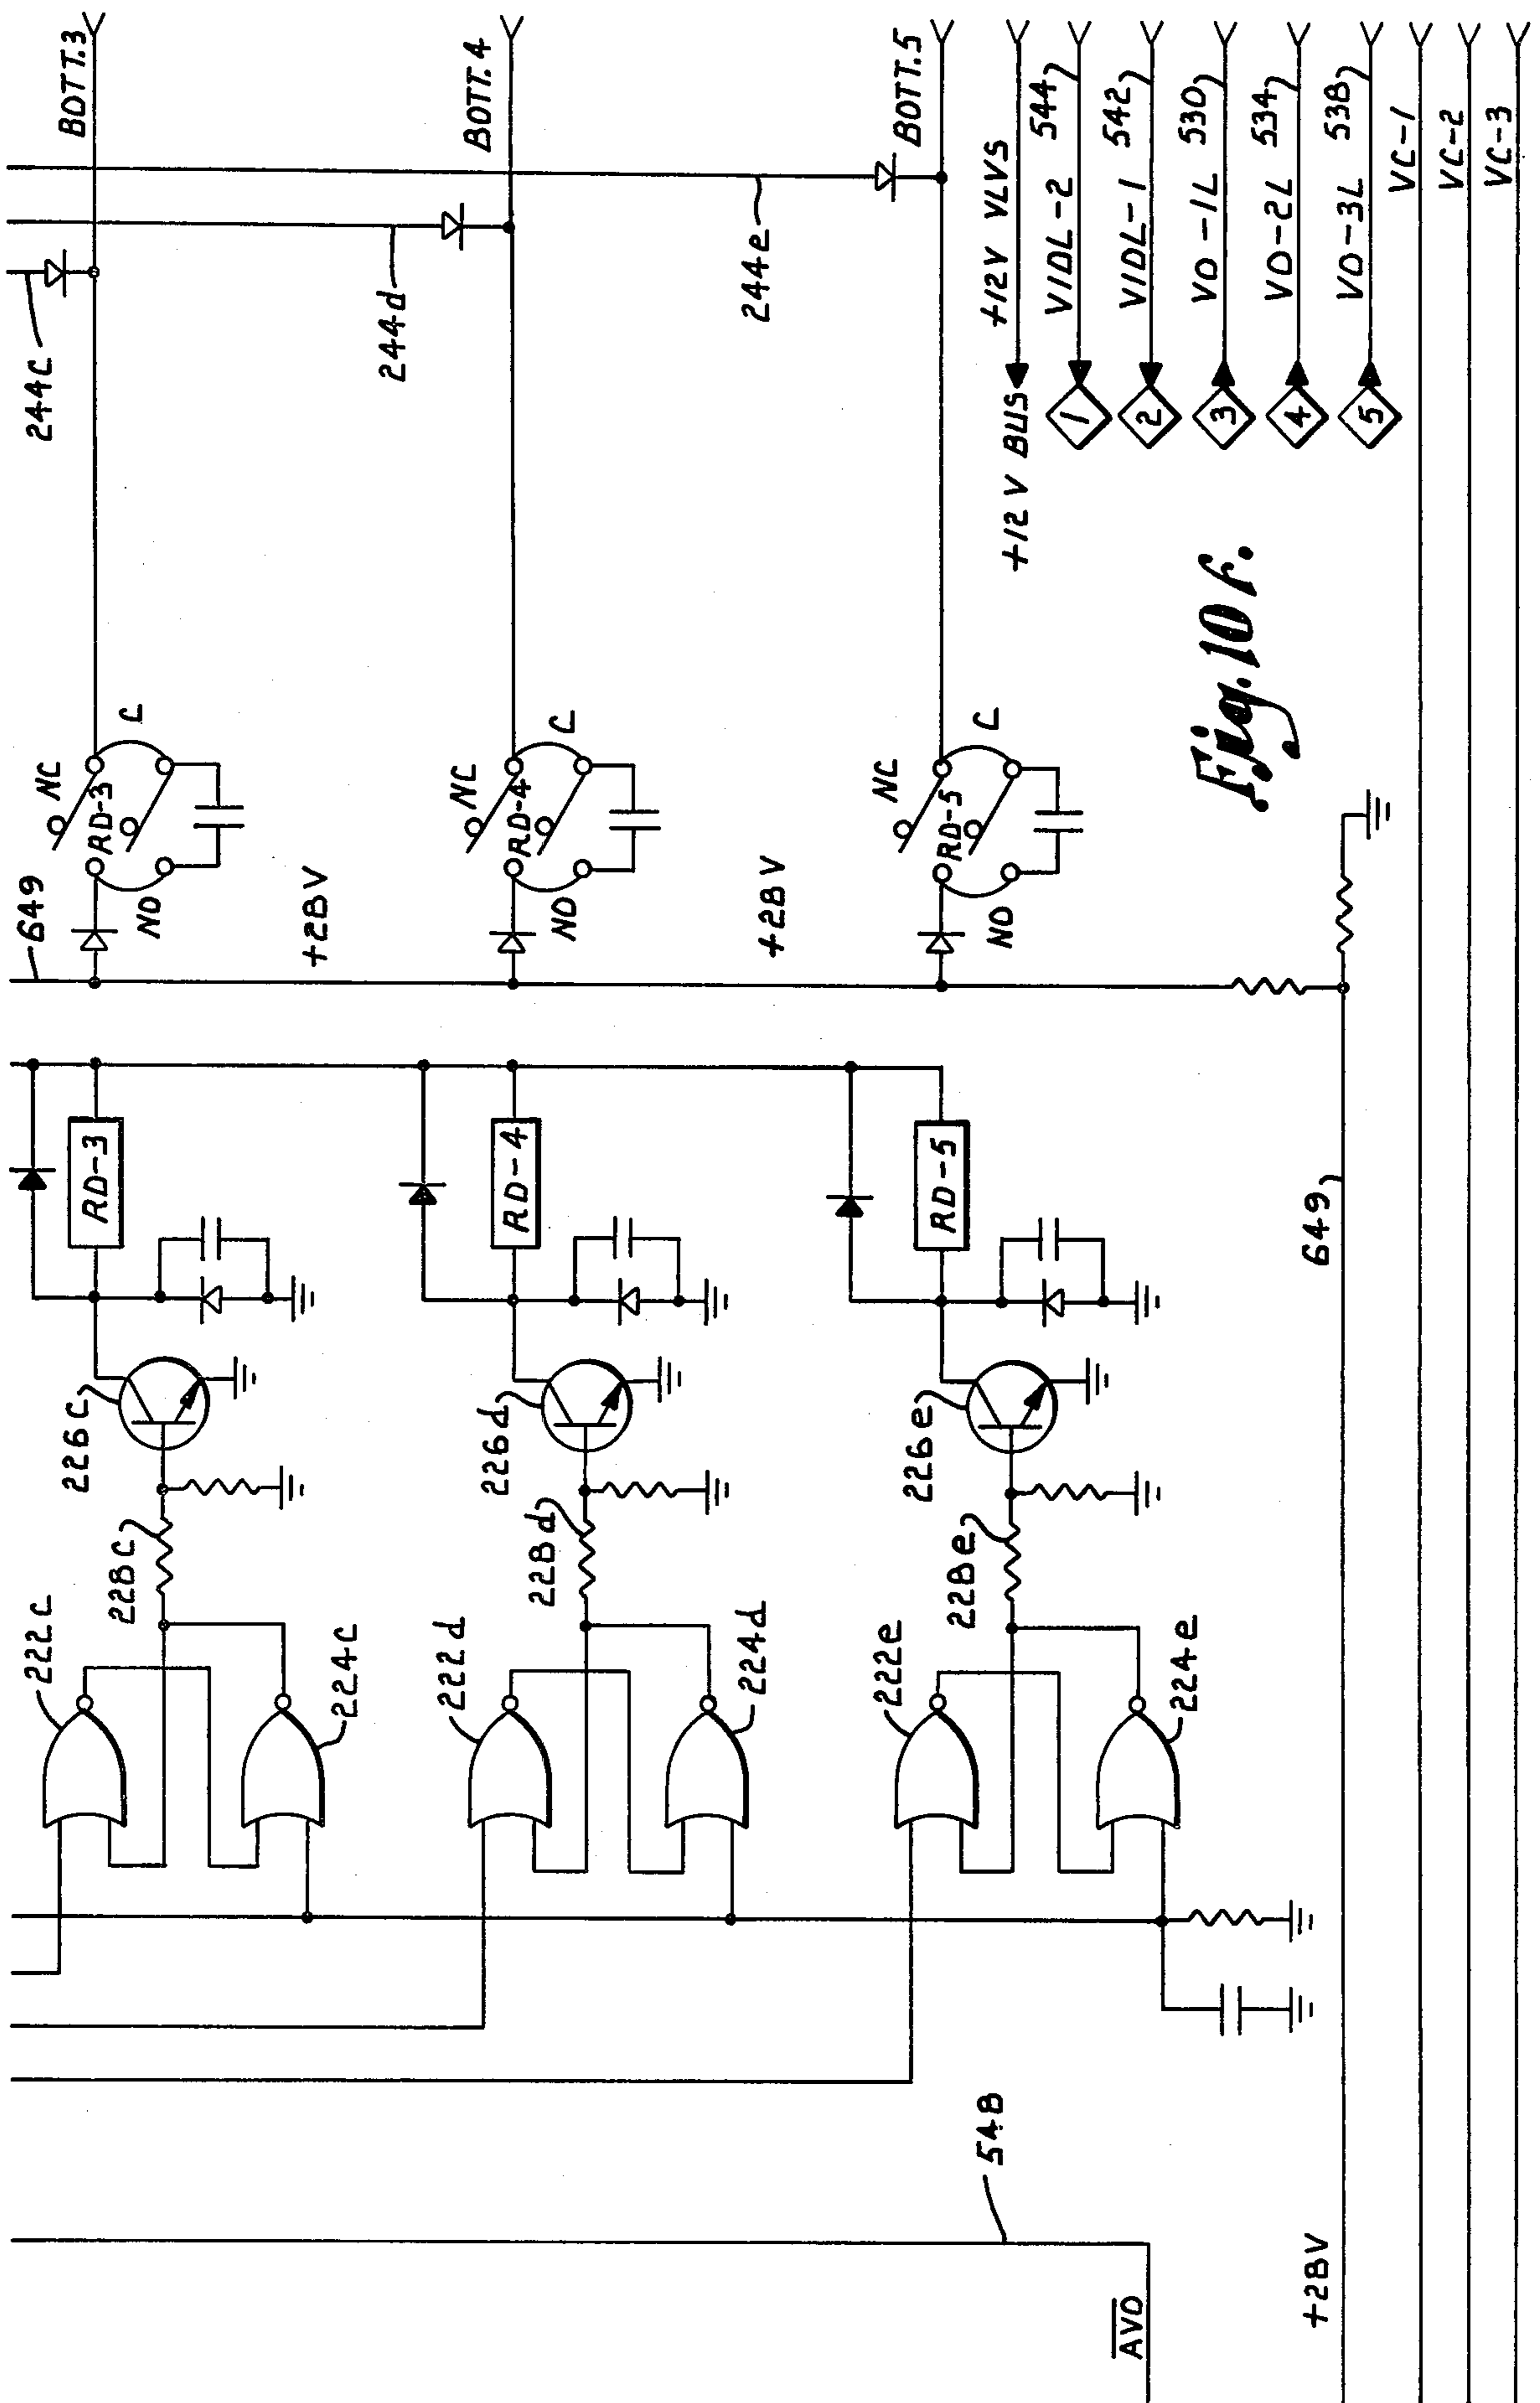 BOTT.3
BOTT.4
BOTT.5
244c
244d
244e
+12V BUS
+12V VLVS
1
VIDL-2
544
2
VIDL-1
542
3
VO-1L
530
4
VO-2L
534
5
VO-3L
538
VC-1
VC-2
VC-3
649
NO
RD-3
NC
C
+28V
NO
RD-4
NC
C
+28V
NO
RD-5
NC
C
Fig. 10f.
RD-3
RD-4
RD-5
226c
226d
226e
228c
228d
228e
222c
224c
222d
224d
222e
224e
649
548
AVO
+28V